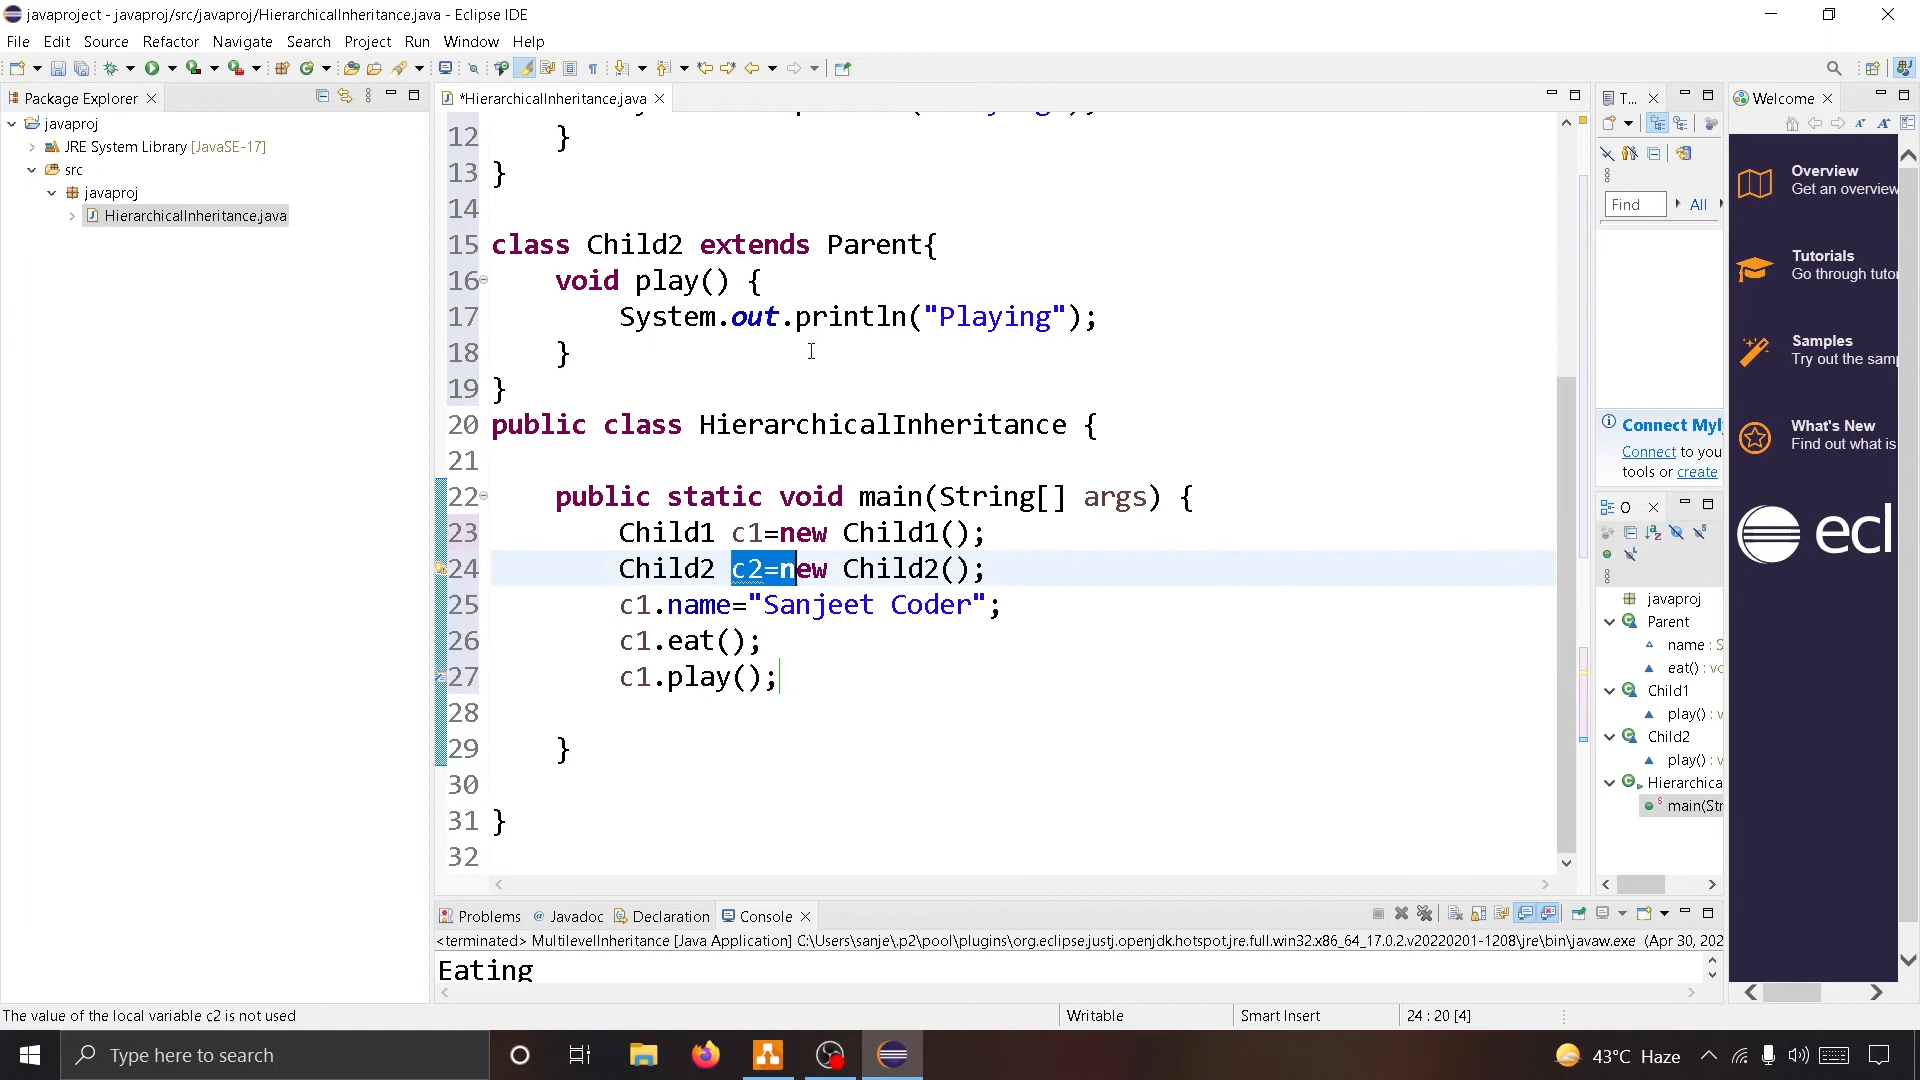 javaproject - javaproj/src/javaproj/HierarchicalInheritance.java - Eclipse IDE
File Edit Source Refactor Navigate Search Project Run Window Help
Package Explorer
*HierarchicalInheritance.java
T...
Welcome
javaproj
JRE System Library [JavaSE-17]
src
javaproj
HierarchicalInheritance.java
12 }
13 }
14
15 class Child2 extends Parent{
16 void play() {
17 System.out.println("Playing");
18 }
19 }
20 public class HierarchicalInheritance {
21
22 public static void main(String[] args) {
23 Child1 c1=new Child1();
24 Child2 c2=new Child2();
25 c1.name="Sanjeet Coder";
26 c1.eat();
27 c1.play();
28
29 }
30
31 }
32
Find All
Connect Myl
Connect to you
tools or create
O
javaproj
Parent
name : S
eat() : vo
Child1
play() : v
Child2
play() : v
Hierarchica
main(Str
Overview
Get an overview
Tutorials
Go through tutor
Samples
Try out the sam
What's New
Find out what is
ecl
Problems @ Javadoc Declaration Console
<terminated> MultilevelInheritance [Java Application] C:\Users\sanje\.p2\pool\plugins\org.eclipse.justj.openjdk.hotspot.jre.full.win32.x86_64_17.0.2.v20220201-1208\jre\bin\javaw.exe (Apr 30, 202
Eating
The value of the local variable c2 is not used
Writable
Smart Insert
24 : 20 [4]
Type here to search
43°C Haze